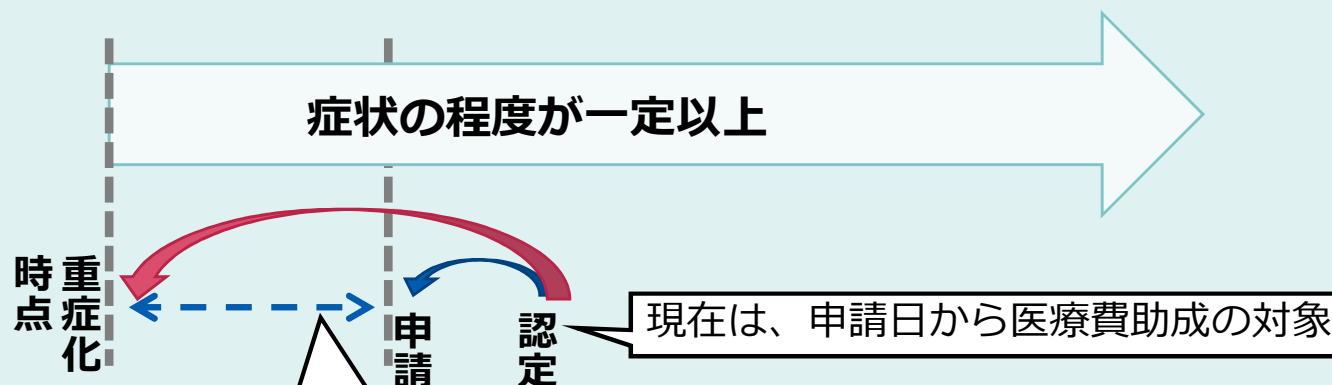 症状の程度が一定以上
重症化
時点
申請
認定
現在は、申請日から医療費助成の対象